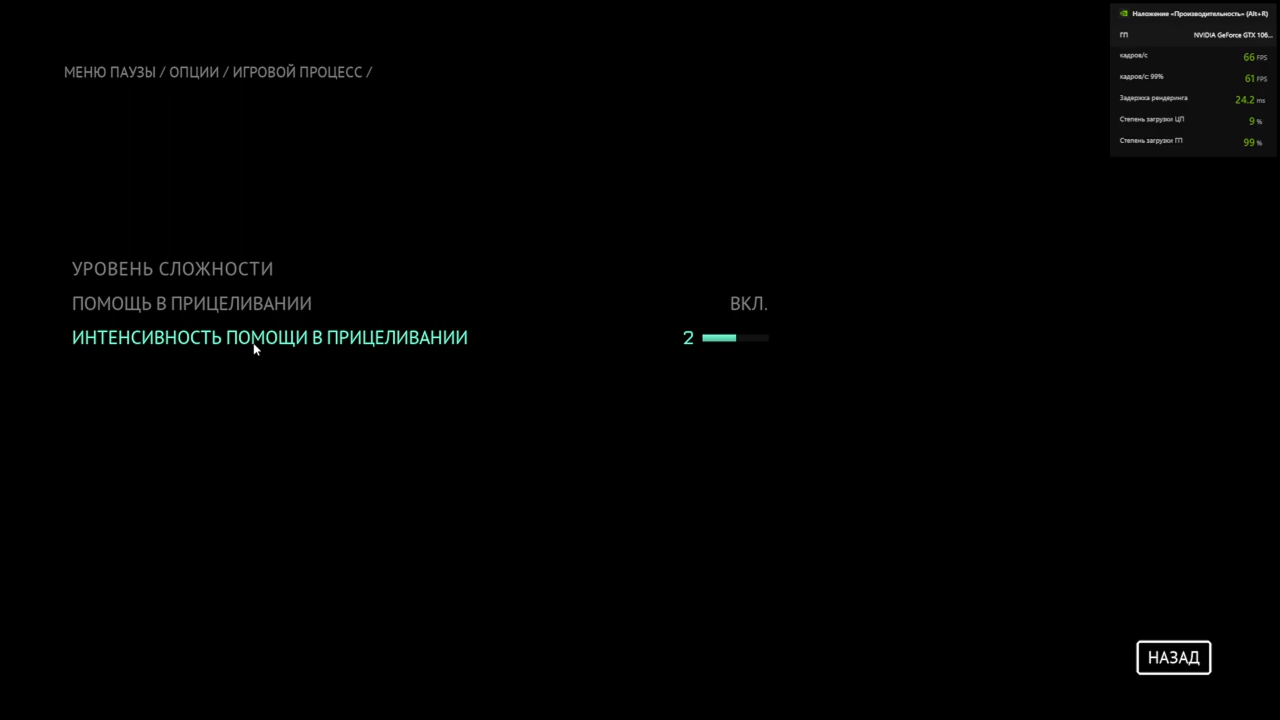 Наложение «Производительность» (Alt+R)
ГП NVIDIA GeForce GTX 106...
кадров/с 66 FPS
кадров/с: 99% 61 FPS
Задержка рендеринга 24.2 ms
Степень загрузки ЦП 9 %
Степень загрузки ГП 99 %
МЕНЮ ПАУЗЫ / ОПЦИИ / ИГРОВОЙ ПРОЦЕСС /
УРОВЕНЬ СЛОЖНОСТИ
ПОМОЩЬ В ПРИЦЕЛИВАНИИ ВКЛ.
ИНТЕНСИВНОСТЬ ПОМОЩИ В ПРИЦЕЛИВАНИИ 2
НАЗАД